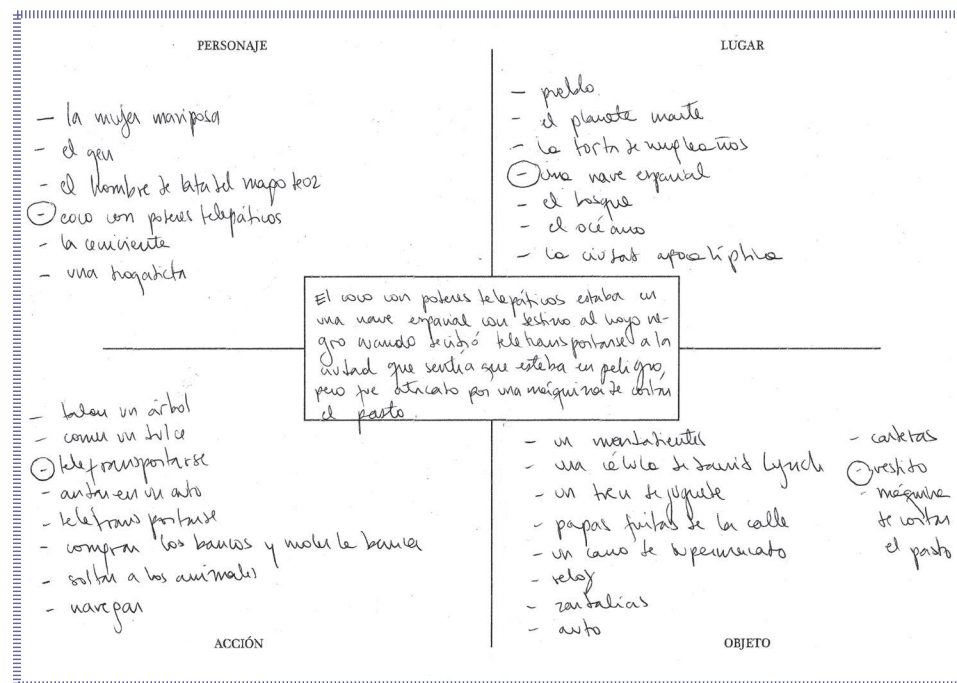 PERSONAJE
- la mujer mariposa
- el gen
- el hombre de lata del mago de oz
- coco con poderes telepáticos
- la cenicienta
- una
LUGAR
- pueblo
- el planeta marte
- la torta de cumpleaños
- una nave espacial
- el bosque
- el océano
- la ciudad apocalíptica
El coco con poderes telepáticos estaba en
una nave espacial con destino al hoyo ne-
gro cuando decidió teletransportarse a la
ciudad que sentía que estaba en peligro,
pero fue atacado por una máquina de cortar
el pasto.
- talar un árbol
- comer un dulce
- teletransportarse
- andar en un auto
- teletransportarse
- comprar los bancos y la banca
- soltar a los animales
- navegar
ACCIÓN
- un mondadientes
- una de David Lynch
- un tren de juguete
- papas fritas de la calle
- un carro de supermercado
- reloj
- sandalias
- auto
- carteras
- vestido
- máquina
de cortar
el pasto
OBJETO